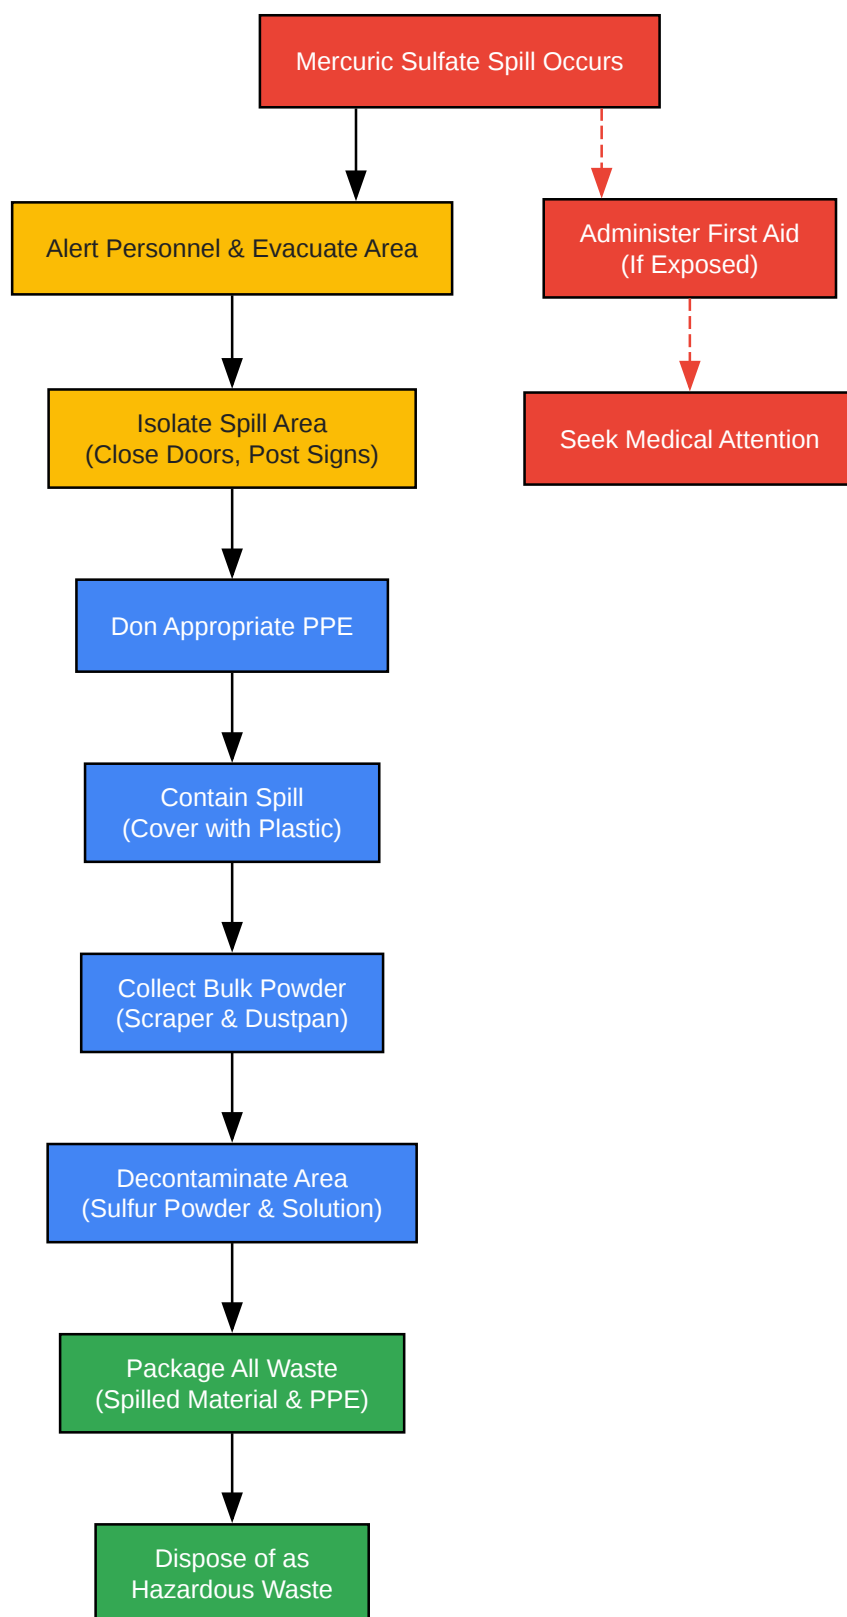 Mercuric Sulfate Spill Occurs
Alert Personnel & Evacuate Area
Administer First Aid
(If Exposed)
Isolate Spill Area
(Close Doors, Post Signs)
Seek Medical Attention
Don Appropriate PPE
Contain Spill
(Cover with Plastic)
Collect Bulk Powder
(Scraper & Dustpan)
Decontaminate Area
(Sulfur Powder & Solution)
Package All Waste
(Spilled Material & PPE)
Dispose of as
Hazardous Waste